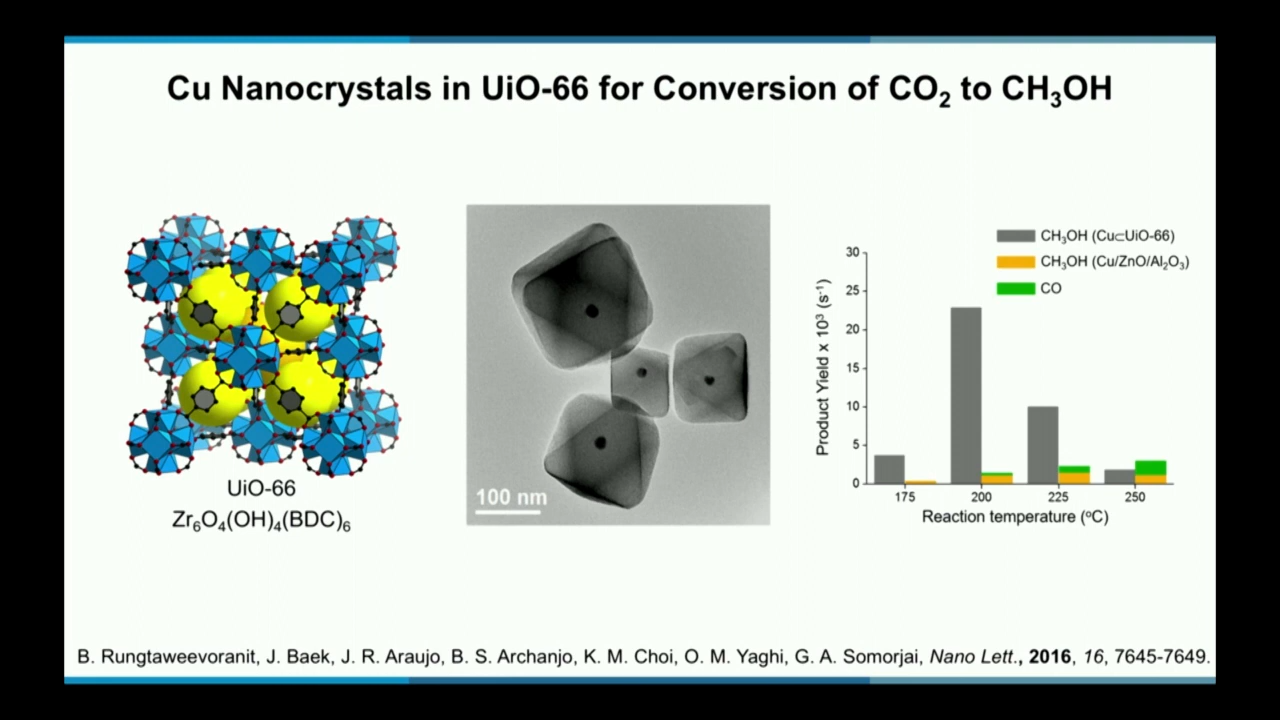 Cu Nanocrystals in UiO-66 for Conversion of CO₂ to CH₃OH
UiO-66
Zr₆O₄(OH)₄(BDC)₆
100 nm
CH₃OH (Cu⊂UiO-66)
CH₃OH (Cu/ZnO/Al₂O₃)
CO
Product Yield x 10³ (s⁻¹)
30
25
20
15
10
5
0
175 200 225 250
Reaction temperature (ºC)
B. Rungtaweevoranit, J. Baek, J. R. Araujo, B. S. Archanjo, K. M. Choi, O. M. Yaghi, G. A. Somorjai, Nano Lett., 2016, 16, 7645-7649.